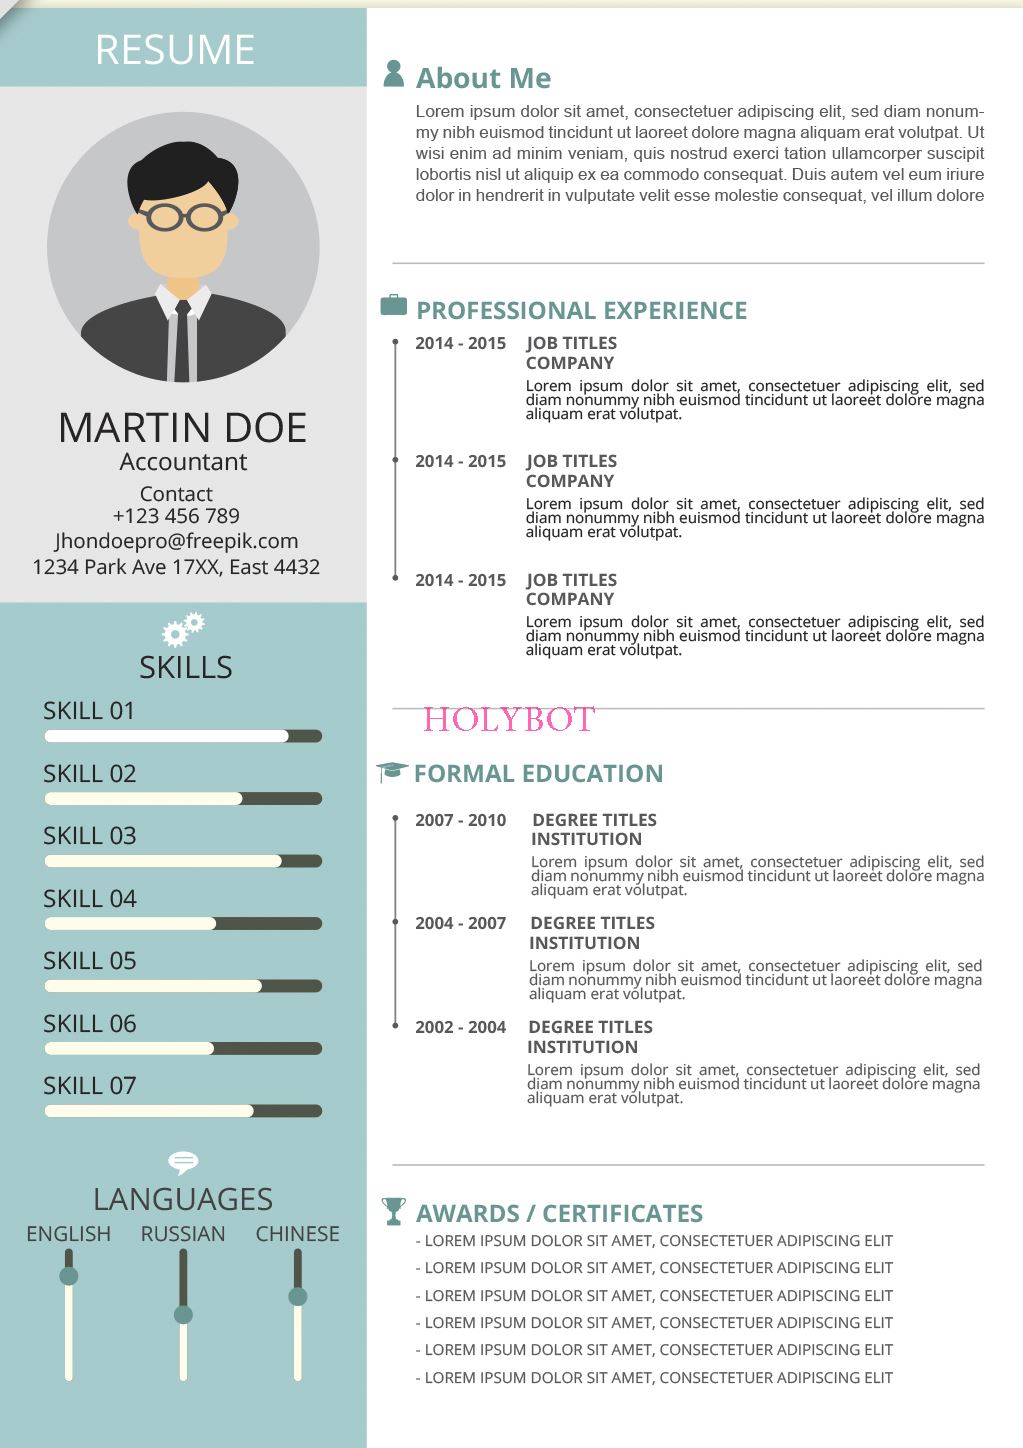 RESUME
MARTIN DOE
Accountant
Contact
+123 456 789
Jhondoepro@freepik.com
1234 Park Ave 17XX, East 4432
SKILLS
SKILL 01
SKILL 02
SKILL 03
SKILL 04
SKILL 05
SKILL 06
SKILL 07
LANGUAGES
ENGLISH RUSSIAN CHINESE
About Me
Lorem ipsum dolor sit amet, consectetuer adipiscing elit, sed diam nonum-
my nibh euismod tincidunt ut laoreet dolore magna aliquam erat volutpat. Ut
wisi enim ad minim veniam, quis nostrud exerci tation ullamcorper suscipit
lobortis nisl ut aliquip ex ea commodo consequat. Duis autem vel eum iriure
dolor in hendrerit in vulputate velit esse molestie consequat, vel illum dolore
PROFESSIONAL EXPERIENCE
2014 - 2015 JOB TITLES
COMPANY
Lorem ipsum dolor sit amet, consectetuer adipiscing elit, sed
diam nonummy nibh euismod tincidunt ut laoreet dolore magna
aliquam erat volutpat.
2014 - 2015 JOB TITLES
COMPANY
Lorem ipsum dolor sit amet, consectetuer adipiscing elit, sed
diam nonummy nibh euismod tincidunt ut laoreet dolore magna
aliquam erat volutpat.
2014 - 2015 JOB TITLES
COMPANY
Lorem ipsum dolor sit amet, consectetuer adipiscing elit, sed
diam nonummy nibh euismod tincidunt ut laoreet dolore magna
aliquam erat volutpat.
HOLYBOT
FORMAL EDUCATION
2007 - 2010 DEGREE TITLES
INSTITUTION
Lorem ipsum dolor sit amet, consectetuer adipiscing elit, sed
diam nonummy nibh euismod tincidunt ut laoreet dolore magna
aliquam erat volutpat.
2004 - 2007 DEGREE TITLES
INSTITUTION
Lorem ipsum dolor sit amet, consectetuer adipiscing elit, sed
diam nonummy nibh euismod tincidunt ut laoreet dolore magna
aliquam erat volutpat.
2002 - 2004 DEGREE TITLES
INSTITUTION
Lorem ipsum dolor sit amet, consectetuer adipiscing elit, sed
diam nonummy nibh euismod tincidunt ut laoreet dolore magna
aliquam erat volutpat.
AWARDS / CERTIFICATES
- LOREM IPSUM DOLOR SIT AMET, CONSECTETUER ADIPISCING ELIT
- LOREM IPSUM DOLOR SIT AMET, CONSECTETUER ADIPISCING ELIT
- LOREM IPSUM DOLOR SIT AMET, CONSECTETUER ADIPISCING ELIT
- LOREM IPSUM DOLOR SIT AMET, CONSECTETUER ADIPISCING ELIT
- LOREM IPSUM DOLOR SIT AMET, CONSECTETUER ADIPISCING ELIT
- LOREM IPSUM DOLOR SIT AMET, CONSECTETUER ADIPISCING ELIT